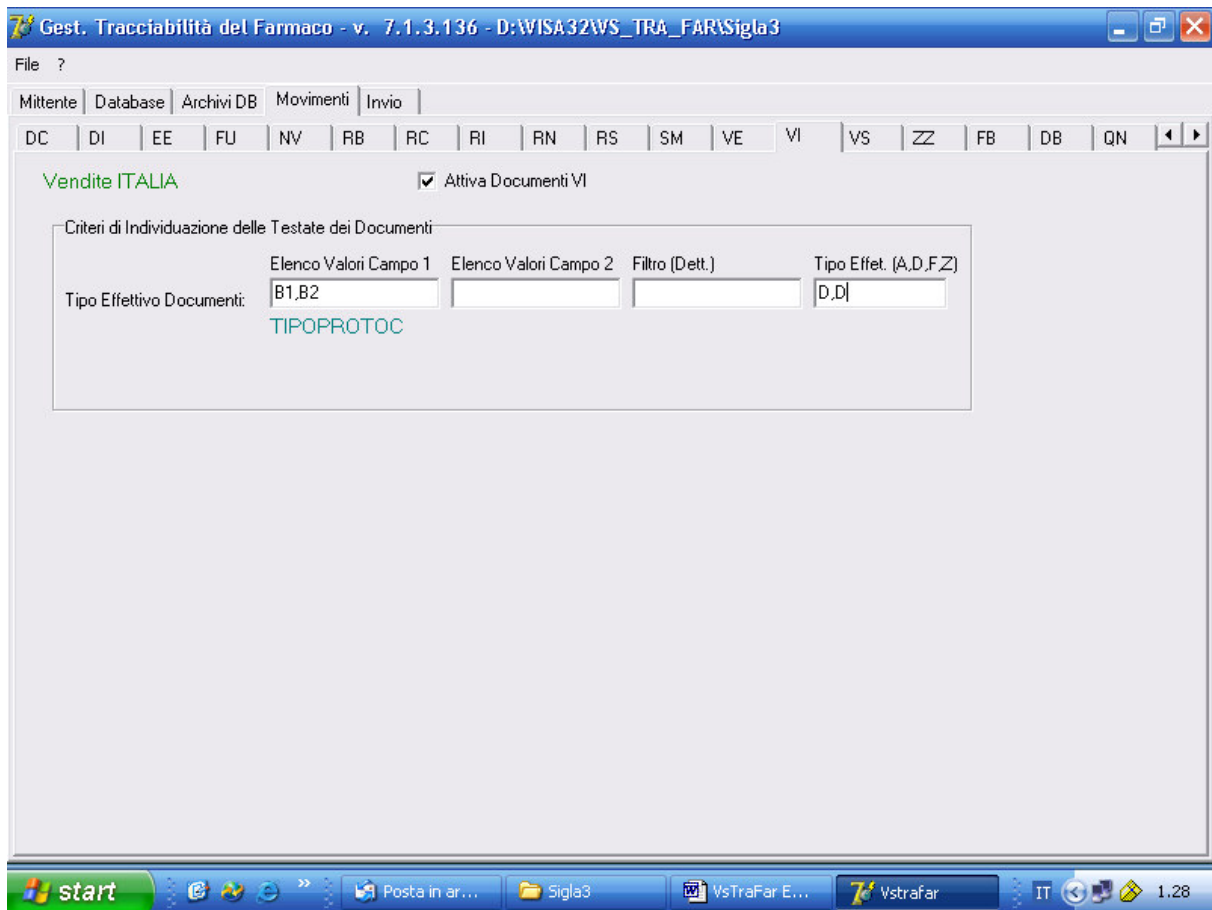 Gest. Tracciabilità del Farmaco - v. 7.1.3.136 - D:\VISA32\VS_TRA_FAR\Sigla3
File ?
Mittente Database Archivi DB Movimenti Invio
DC DI EE FU NV RB RC RI RN RS SM VE VI VS ZZ FB DB QN
Vendite ITALIA Attiva Documenti VI
Criteri di Individuazione delle Testate dei Documenti
Elenco Valori Campo 1 Elenco Valori Campo 2 Filtro (Dett.) Tipo Effet. (A,D,F,Z)
Tipo Effettivo Documenti: B1,B2 D,D
TIPOPROTOC
start Posta in ar... Sigla3 VsTraFar E... Vstrafar IT 1.28